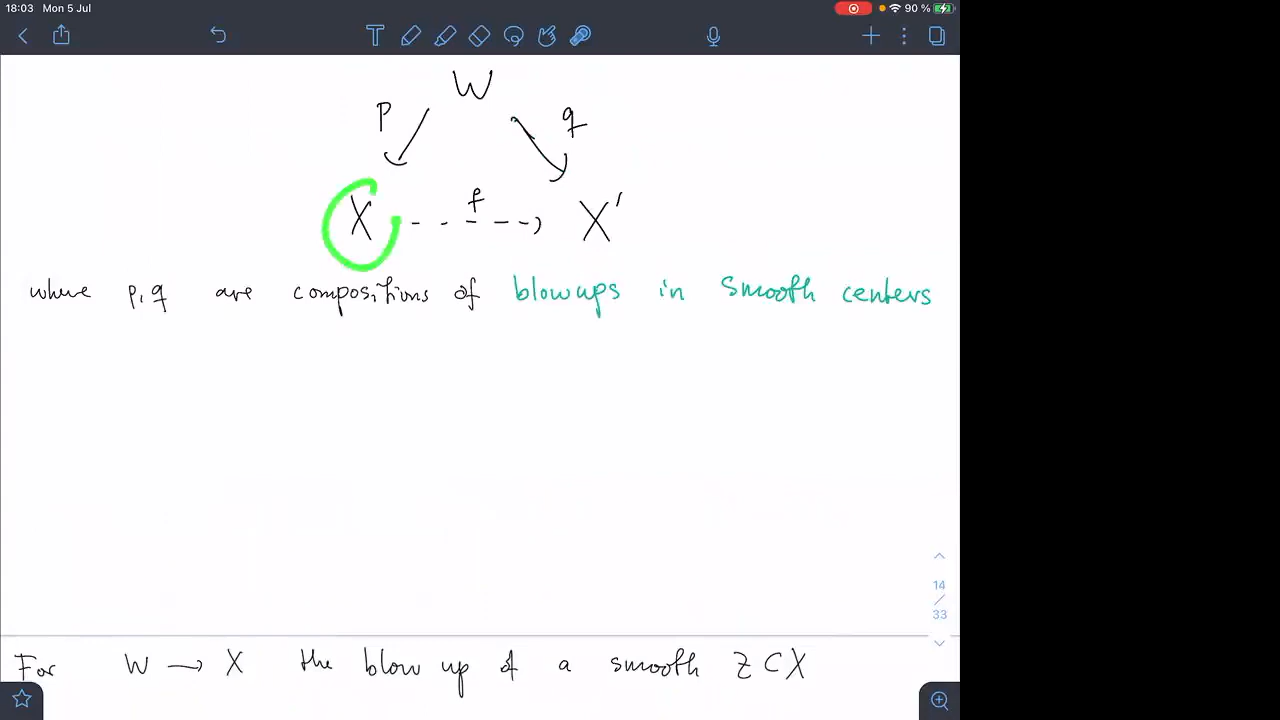 18:03 Mon 5 Jul 90 %
W
p q
f
X X'
where p, q are compositions of blowups in smooth centers
14
/
33
For W → X the blow up of a smooth Z ⊂ X